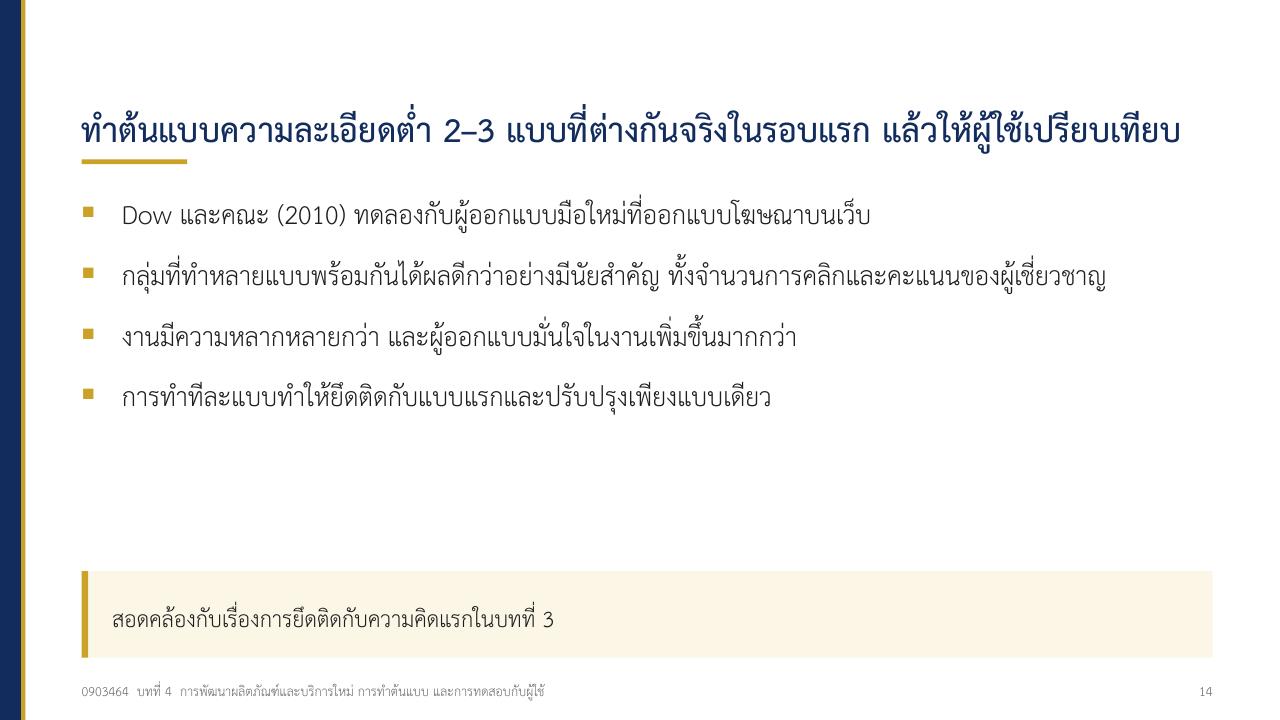 ทำต้นแบบความละเอียดต่ำ 2–3 แบบที่ต่างกันจริงในรอบแรก แล้วให้ผู้ใช้เปรียบเทียบ
Dow และคณะ (2010) ทดลองกับผู้ออกแบบมือใหม่ที่ออกแบบโฆษณาบนเว็บ
กลุ่มที่ทำหลายแบบพร้อมกันได้ผลดีกว่าอย่างมีนัยสำคัญ ทั้งจำนวนการคลิกและคะแนนของผู้เชี่ยวชาญ
งานมีความหลากหลายกว่า และผู้ออกแบบมั่นใจในงานเพิ่มขึ้นมากกว่า
การทำทีละแบบทำให้ยึดติดกับแบบแรกและปรับปรุงเพียงแบบเดียว
สอดคล้องกับเรื่องการยึดติดกับความคิดแรกในบทที่ 3
0903464 บทที่ 4 การพัฒนาผลิตภัณฑ์และบริการใหม่ การทำต้นแบบ และการทดสอบกับผู้ใช้
14